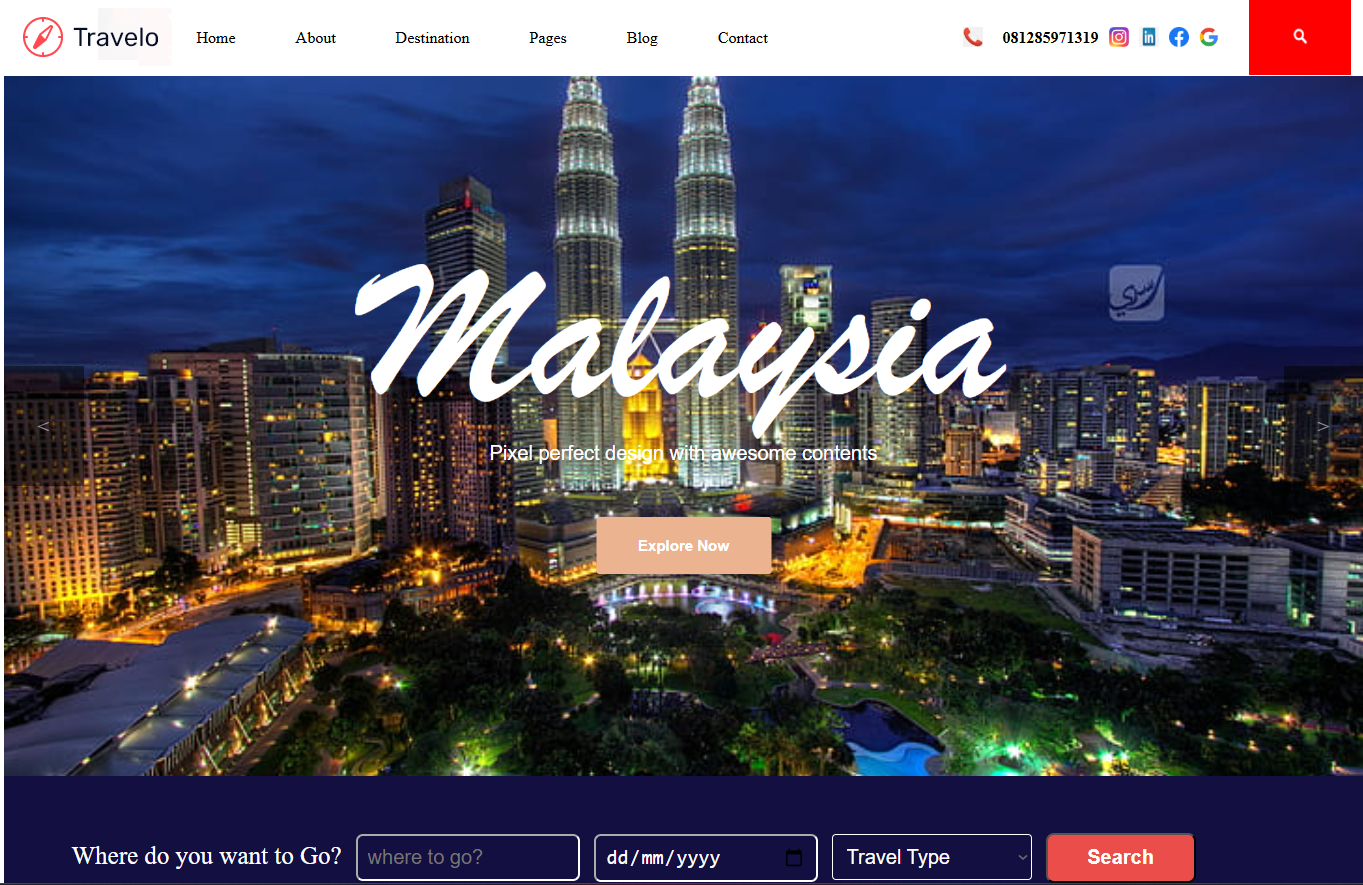 Travelo
Home About Destination Pages Blog Contact
081285971319
Malaysia
<
>
Pixel perfect design with awesome contents
Explore Now
Where do you want to Go?
where to go?
dd/mm/yyyy
Travel Type
Search